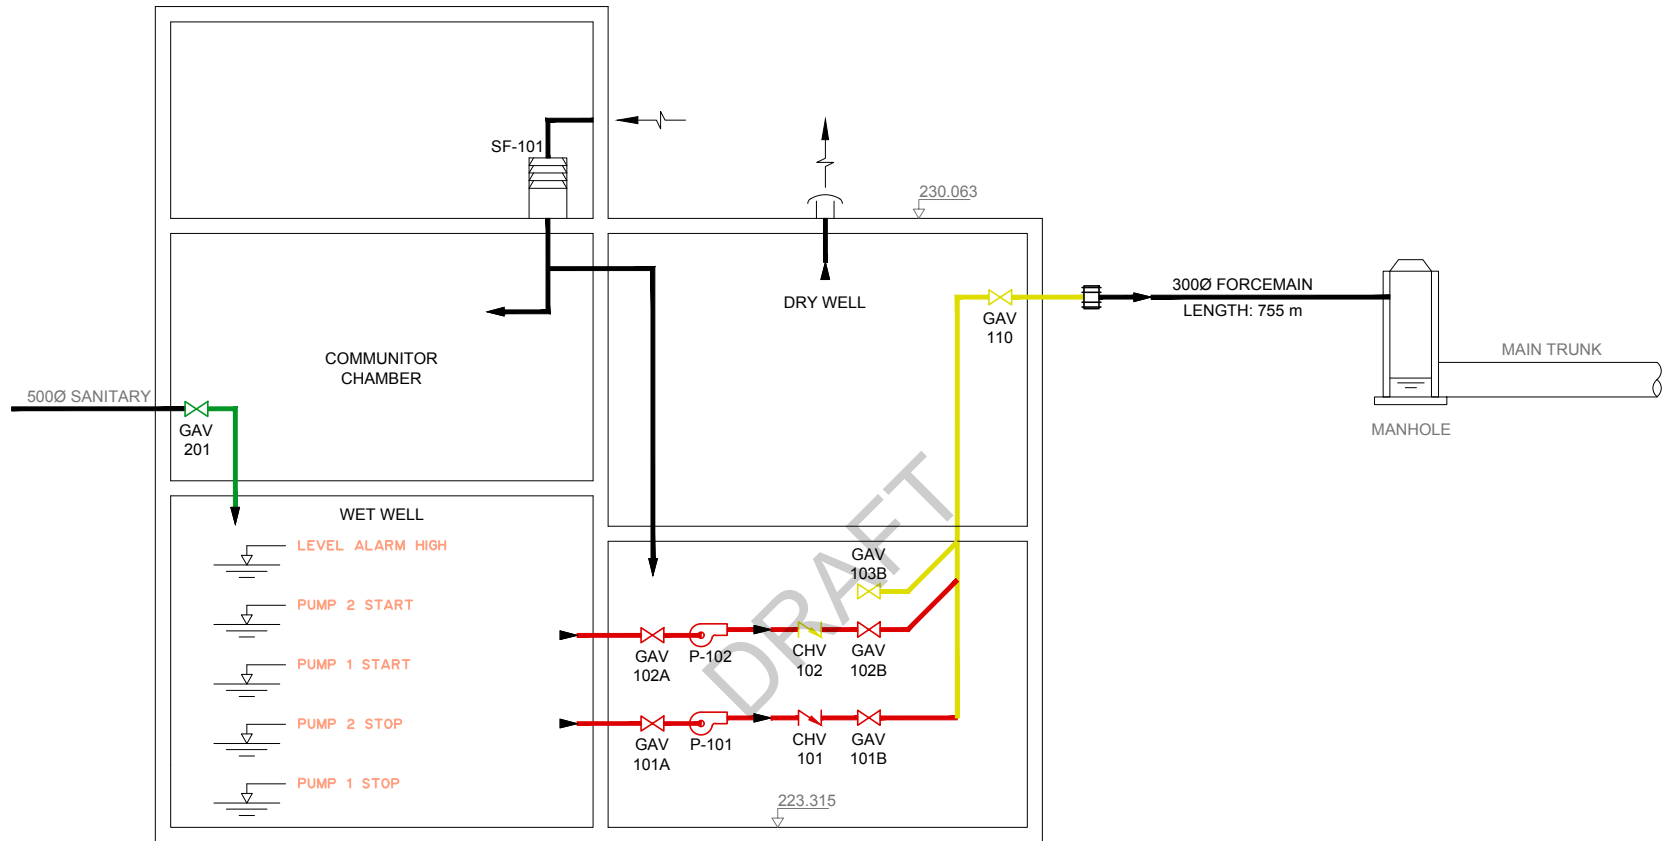 SF-101
230.063
DRY WELL
300Ø FORCEMAIN
LENGTH: 755 m
GAV
110
MAIN TRUNK
MANHOLE
COMMUNITOR
CHAMBER
500Ø SANITARY
GAV
201
WET WELL
LEVEL ALARM HIGH
PUMP 2 START
PUMP 1 START
PUMP 2 STOP
PUMP 1 STOP
DRAFT
GAV
103B
GAV
102A
P-102
CHV
102
GAV
102B
GAV
101A
P-101
CHV
101
GAV
101B
223.315